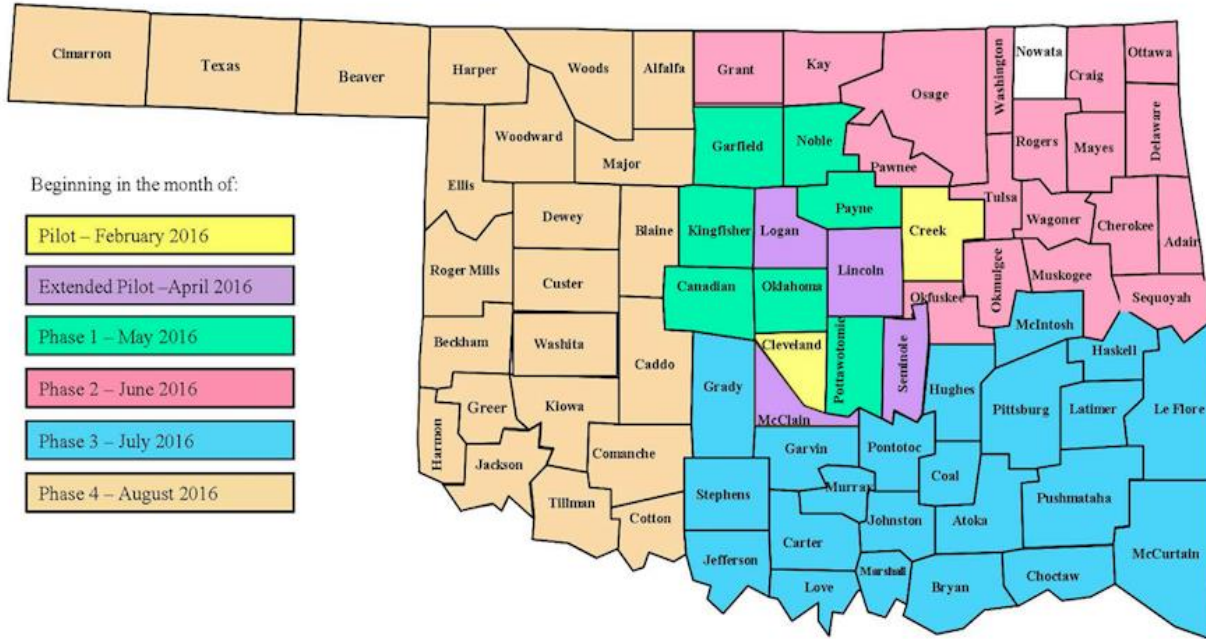 Cimarron
Texas
Beaver
Harper
Woods
Alfalfa
Grant
Kay
Osage
Washington
Nowata
Craig
Ottawa
Woodward
Major
Garfield
Noble
Pawnee
Rogers
Mayes
Delaware
Ellis
Dewey
Blaine
Kingfisher
Logan
Payne
Creek
Tulsa
Wagoner
Cherokee
Adair
Roger Mills
Custer
Canadian
Oklahoma
Lincoln
Okfuskee
Okmulgee
Muskogee
Sequoyah
Beckham
Washita
Caddo
Grady
Cleveland
Pottawotomic
Seminole
Hughes
McIntosh
Haskell
Pittsburg
Latimer
Le Flore
Harmon
Greer
Kiowa
McClain
Jackson
Comanche
Garvin
Pontotoc
Coal
Tillman
Cotton
Stephens
Murray
Johnston
Atoka
Pushmataha
Jefferson
Carter
Love
Marshall
Bryan
Choctaw
McCurtain
Beginning in the month of:
Pilot – February 2016
Extended Pilot –April 2016
Phase 1 – May 2016
Phase 2 – June 2016
Phase 3 – July 2016
Phase 4 – August 2016